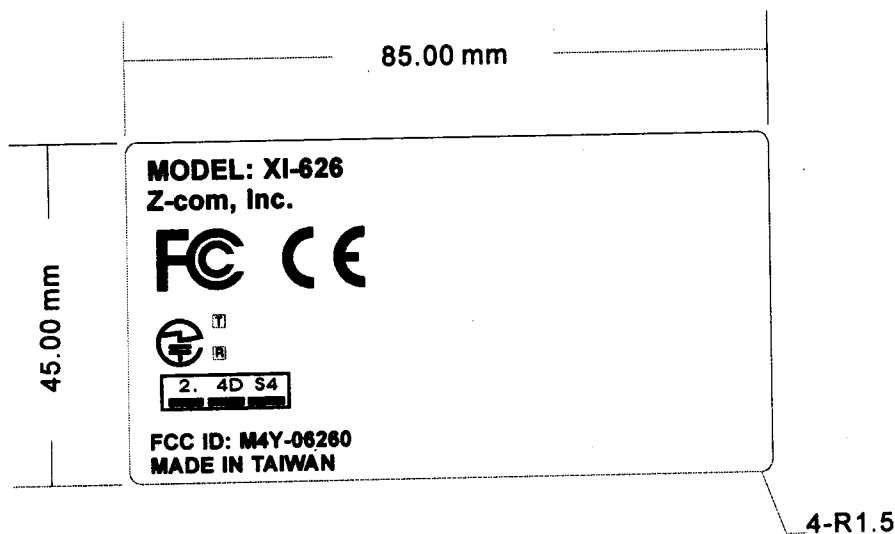 85.00 mm
45.00 mm
MODEL: XI-626
Z-com, Inc.
FC CE
T
R
2. 4D S4
FCC ID: M4Y-06260
MADE IN TAIWAN
4-R1.5